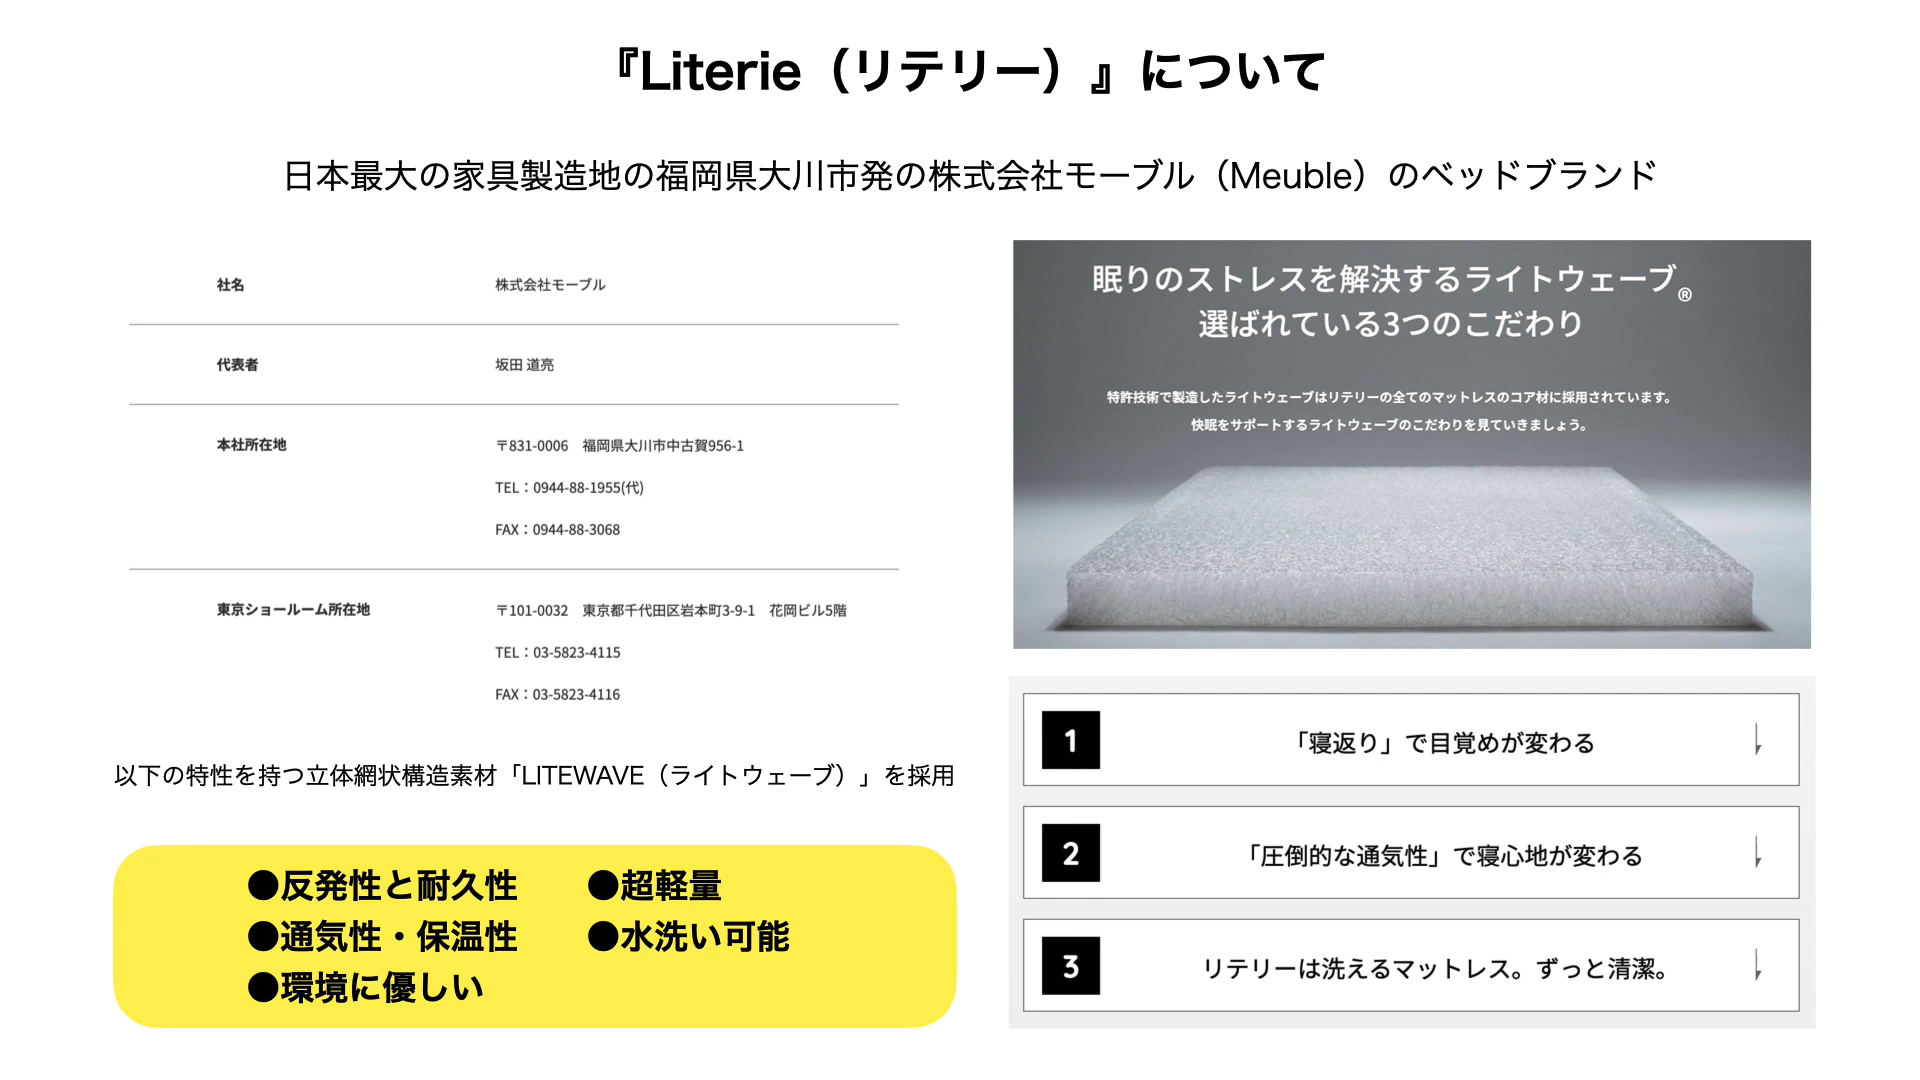 『Literie（リテリー）』について
日本最大の家具製造地の福岡県大川市発の株式会社モーブル（Meuble）のベッドブランド
社名
株式会社モーブル
代表者
坂田 道亮
本社所在地
〒831-0006　福岡県大川市中古賀956-1
TEL：0944-88-1955(代)
FAX：0944-88-3068
東京ショールーム所在地
〒101-0032　東京都千代田区岩本町3-9-1　花岡ビル5階
TEL：03-5823-4115
FAX：03-5823-4116
以下の特性を持つ立体網状構造素材「LITEWAVE（ライトウェーブ）」を採用
●反発性と耐久性　　●超軽量
●通気性・保温性　　●水洗い可能
●環境に優しい
眠りのストレスを解決するライトウェーブ®
選ばれている3つのこだわり
特許技術で製造したライトウェーブはリテリーの全てのマットレスのコア材に採用されています。
快眠をサポートするライトウェーブのこだわりを見ていきましょう。
1
「寝返り」で目覚めが変わる
2
「圧倒的な通気性」で寝心地が変わる
3
リテリーは洗えるマットレス。ずっと清潔。